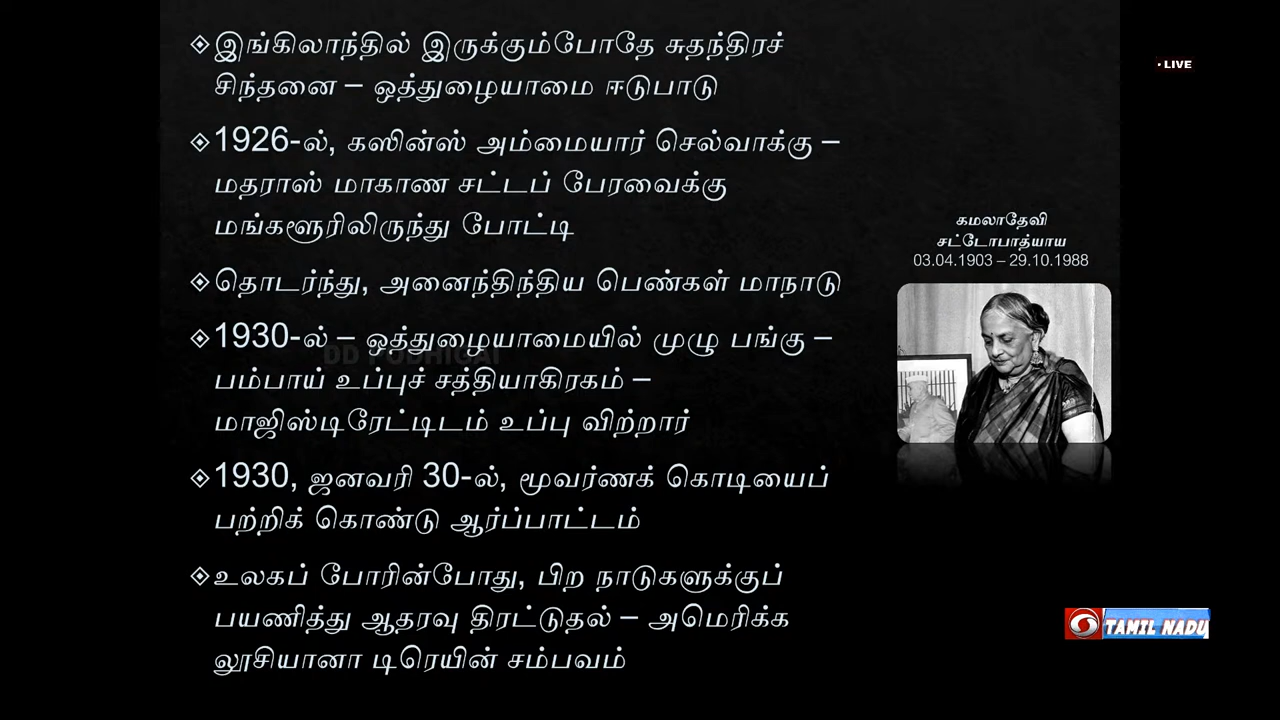 இங்கிலாந்தில் இருக்கும்போதே சுதந்திரச்
சிந்தனை – ஒத்துழையாமை ஈடுபாடு
1926-ல், கஸின்ஸ் அம்மையார் செல்வாக்கு –
மதராஸ் மாகாண சட்டப் பேரவைக்கு
மங்களூரிலிருந்து போட்டி
தொடர்ந்து, அனைந்திந்திய பெண்கள் மாநாடு
1930-ல் – ஒத்துழையாமையில் முழு பங்கு –
பம்பாய் உப்புச் சத்தியாகிரகம் –
மாஜிஸ்டிரேட்டிடம் உப்பு விற்றார்
1930, ஜனவரி 30-ல், மூவர்ணக் கொடியைப்
பற்றிக் கொண்டு ஆர்ப்பாட்டம்
உலகப் போரின்போது, பிற நாடுகளுக்குப்
பயணித்து ஆதரவு திரட்டுதல் – அமெரிக்க
லூசியானா டிரெயின் சம்பவம்
LIVE
கமலாதேவி
சட்டோபாத்யாய
03.04.1903 – 29.10.1988
DD PODHIGAI
TAMIL NADU